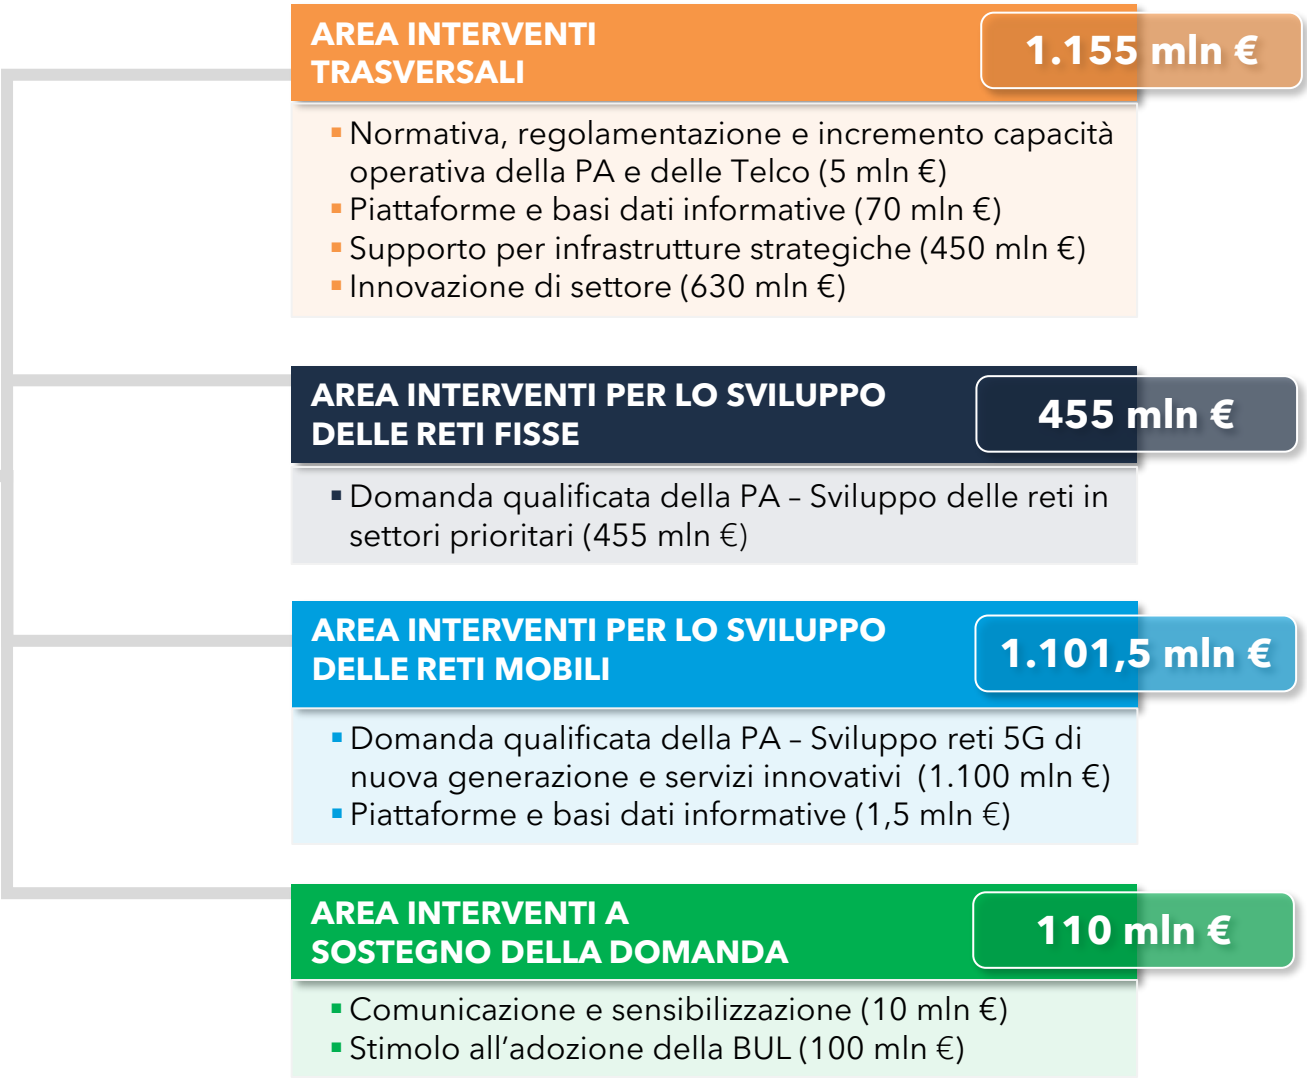 AREA INTERVENTI
TRASVERSALI
1.155 mln €
▪ Normativa, regolamentazione e incremento capacità
operativa della PA e delle Telco (5 mln €)
▪ Piattaforme e basi dati informative (70 mln €)
▪ Supporto per infrastrutture strategiche (450 mln €)
▪ Innovazione di settore (630 mln €)
AREA INTERVENTI PER LO SVILUPPO
DELLE RETI FISSE
455 mln €
▪ Domanda qualificata della PA – Sviluppo delle reti in
settori prioritari (455 mln €)
AREA INTERVENTI PER LO SVILUPPO
DELLE RETI MOBILI
1.101,5 mln €
▪ Domanda qualificata della PA – Sviluppo reti 5G di
nuova generazione e servizi innovativi (1.100 mln €)
▪ Piattaforme e basi dati informative (1,5 mln €)
AREA INTERVENTI A
SOSTEGNO DELLA DOMANDA
110 mln €
▪ Comunicazione e sensibilizzazione (10 mln €)
▪ Stimolo all’adozione della BUL (100 mln €)